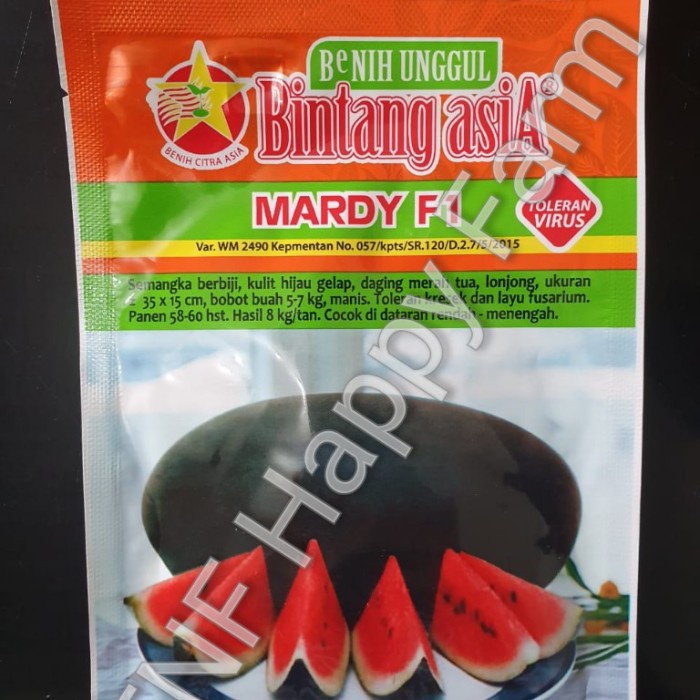 BeNIH UNGGUL
Bintang asiA®
BENIH CITRA ASIA
MARDY F1
TOLERAN
VIRUS
Var. WM 2490 Kepmentan No. 057/kpts/SR.120/D.2.7/5/2015
Semangka berbiji, kulit hijau gelap, daging merah tua, lonjong, ukuran
± 35 x 15 cm, bobot buah 5-7 kg, manis. Toleran kresek dan layu fusarium.
Panen 58-60 hst. Hasil 8 kg/tan. Cocok di dataran rendah - menengah.
NF Happy Farm